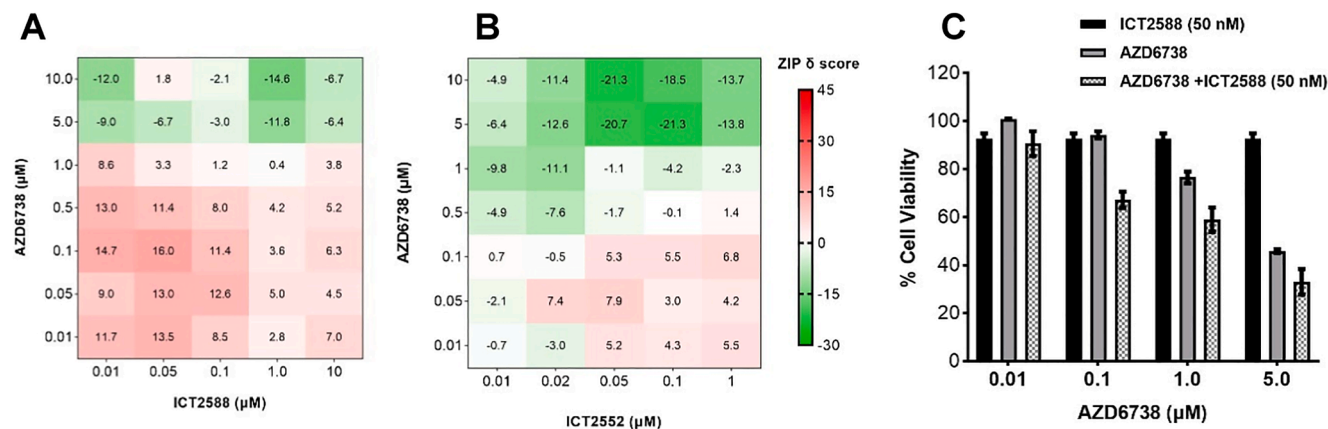 A
AZD6738 (µM)
10.0 -12.0 1.8 -2.1 -14.6 -6.7
5.0 -9.0 -6.7 -3.0 -11.8 -6.4
1.0 8.6 3.3 1.2 0.4 3.8
0.5 13.0 11.4 8.0 4.2 5.2
0.1 14.7 16.0 11.4 3.6 6.3
0.05 9.0 13.0 12.6 5.0 4.5
0.01 11.7 13.5 8.5 2.8 7.0
0.01 0.05 0.1 1.0 10
ICT2588 (µM)
B
AZD6738 (µM)
10 -4.9 -11.4 -21.3 -18.5 -13.7
5 -6.4 -12.6 -20.7 -21.3 -13.8
1 -9.8 -11.1 -1.1 -4.2 -2.3
0.5 -4.9 -7.6 -1.7 -0.1 1.4
0.1 0.7 -0.5 5.3 5.5 6.8
0.05 -2.1 7.4 7.9 3.0 4.2
0.01 -0.7 -3.0 5.2 4.3 5.5
0.01 0.02 0.05 0.1 1
ICT2552 (µM)
ZIP δ score
45
30
15
0
-15
-30
C
ICT2588 (50 nM)
AZD6738
AZD6738 +ICT2588 (50 nM)
% Cell Viability
120
100
80
60
40
20
0
0.01 0.1 1.0 5.0
AZD6738 (µM)